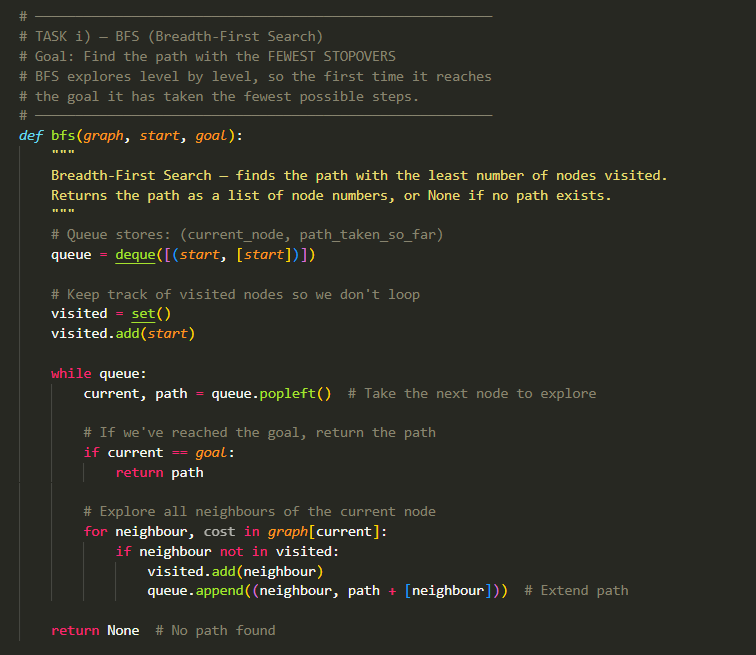 # ─────────────────────────────────────────────────────────
# TASK i) — BFS (Breadth-First Search)
# Goal: Find the path with the FEWEST STOPOVERS
# BFS explores level by level, so the first time it reaches
# the goal it has taken the fewest possible steps.
# ─────────────────────────────────────────────────────────
def bfs(graph, start, goal):
    """
    Breadth-First Search — finds the path with the least number of nodes visited.
    Returns the path as a list of node numbers, or None if no path exists.
    """
    # Queue stores: (current_node, path_taken_so_far)
    queue = deque([(start, [start])])

    # Keep track of visited nodes so we don't loop
    visited = set()
    visited.add(start)

    while queue:
        current, path = queue.popleft()  # Take the next node to explore

        # If we've reached the goal, return the path
        if current == goal:
            return path

        # Explore all neighbours of the current node
        for neighbour, cost in graph[current]:
            if neighbour not in visited:
                visited.add(neighbour)
                queue.append((neighbour, path + [neighbour]))  # Extend path

    return None  # No path found